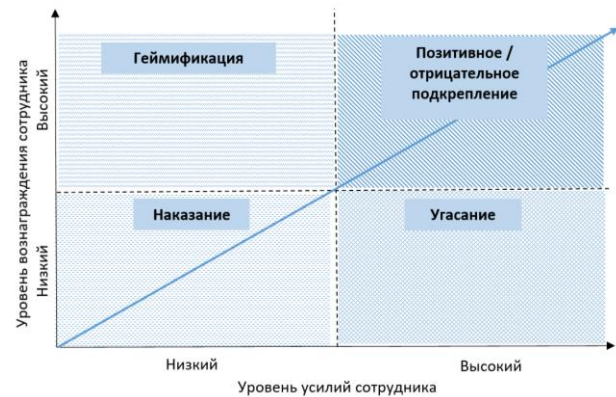 Уровень вознаграждения сотрудника
Высокий
Низкий
Геймификация
Позитивное /
отрицательное
подкрепление
Наказание
Угасание
Низкий
Высокий
Уровень усилий сотрудника